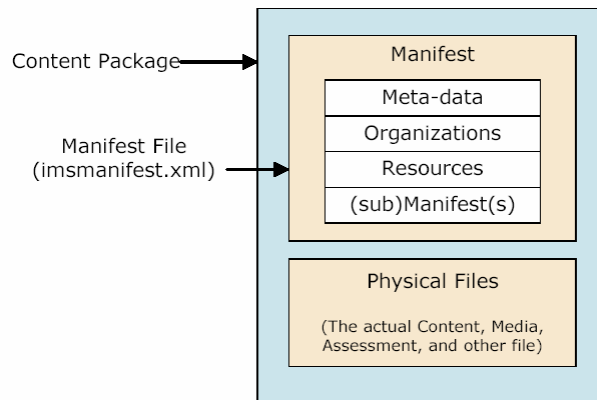 Content Package
Manifest File
(imsmanifest.xml)
Manifest
Meta-data
Organizations
Resources
(sub)Manifest(s)
Physical Files
(The actual Content, Media,
Assessment, and other file)